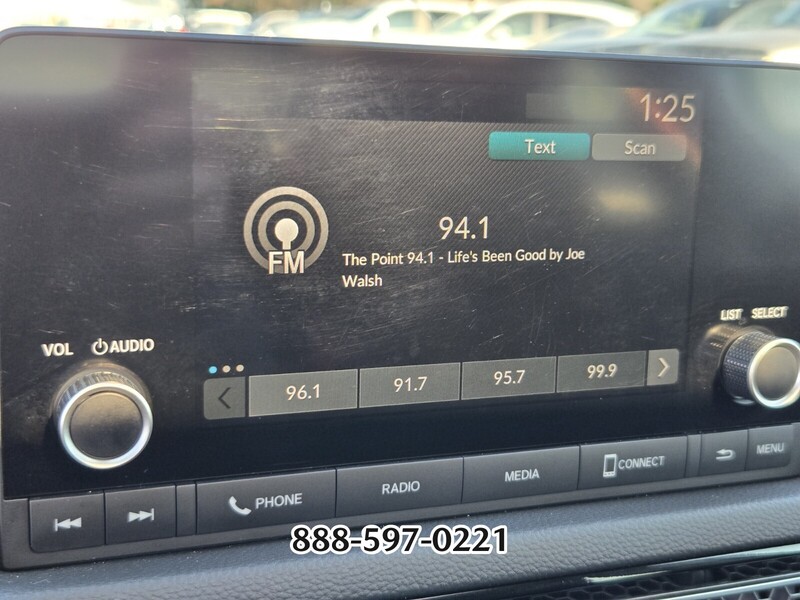 1:25
Text Scan
94.1
FM
The Point 94.1 - Life's Been Good by Joe
Walsh
LIST SELECT
VOL AUDIO
96.1 91.7 95.7 99.9
PHONE RADIO MEDIA CONNECT MENU
888-597-0221